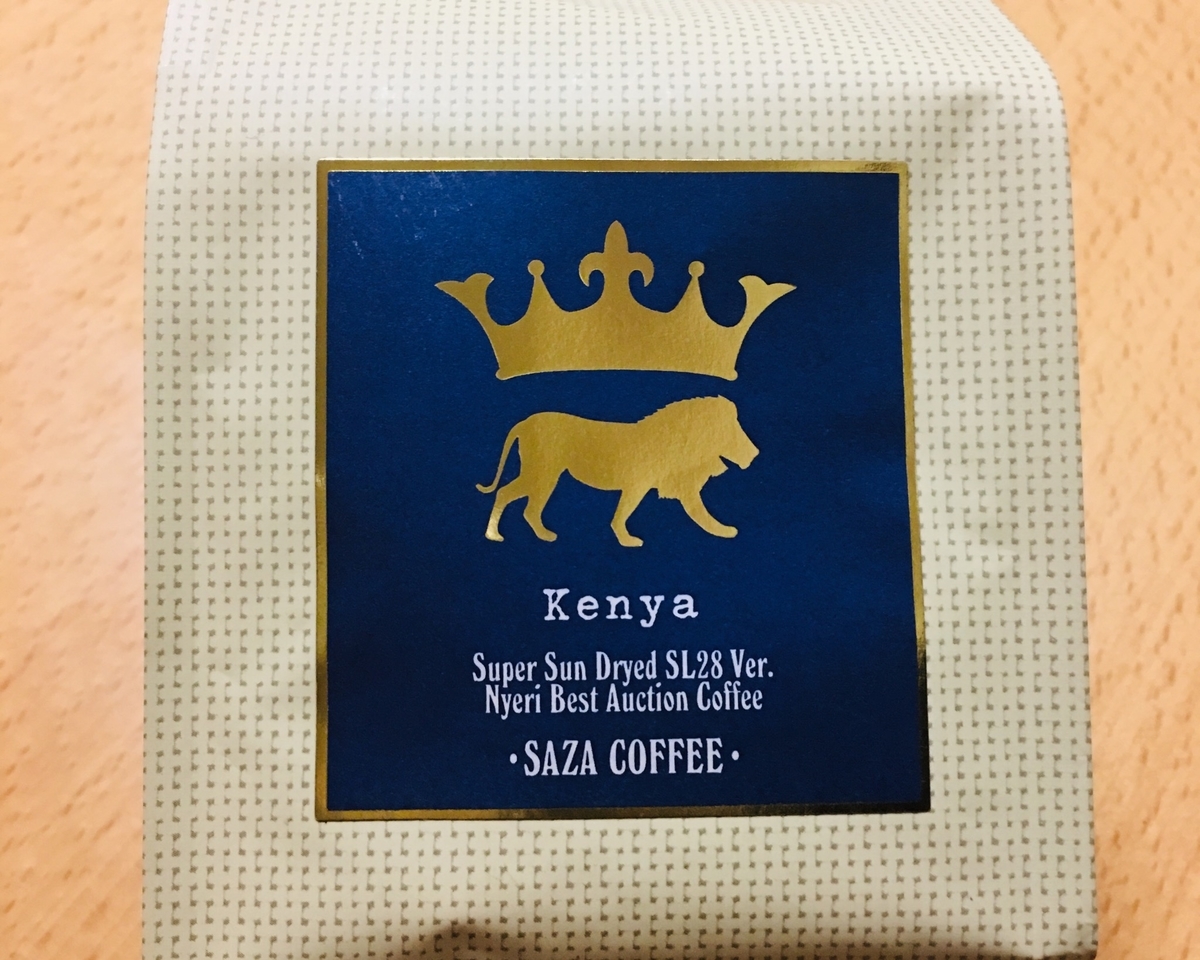 Kenya
Super Sun Dryed SL28 Ver.
Nyeri Best Auction Coffee
·SAZA COFFEE·